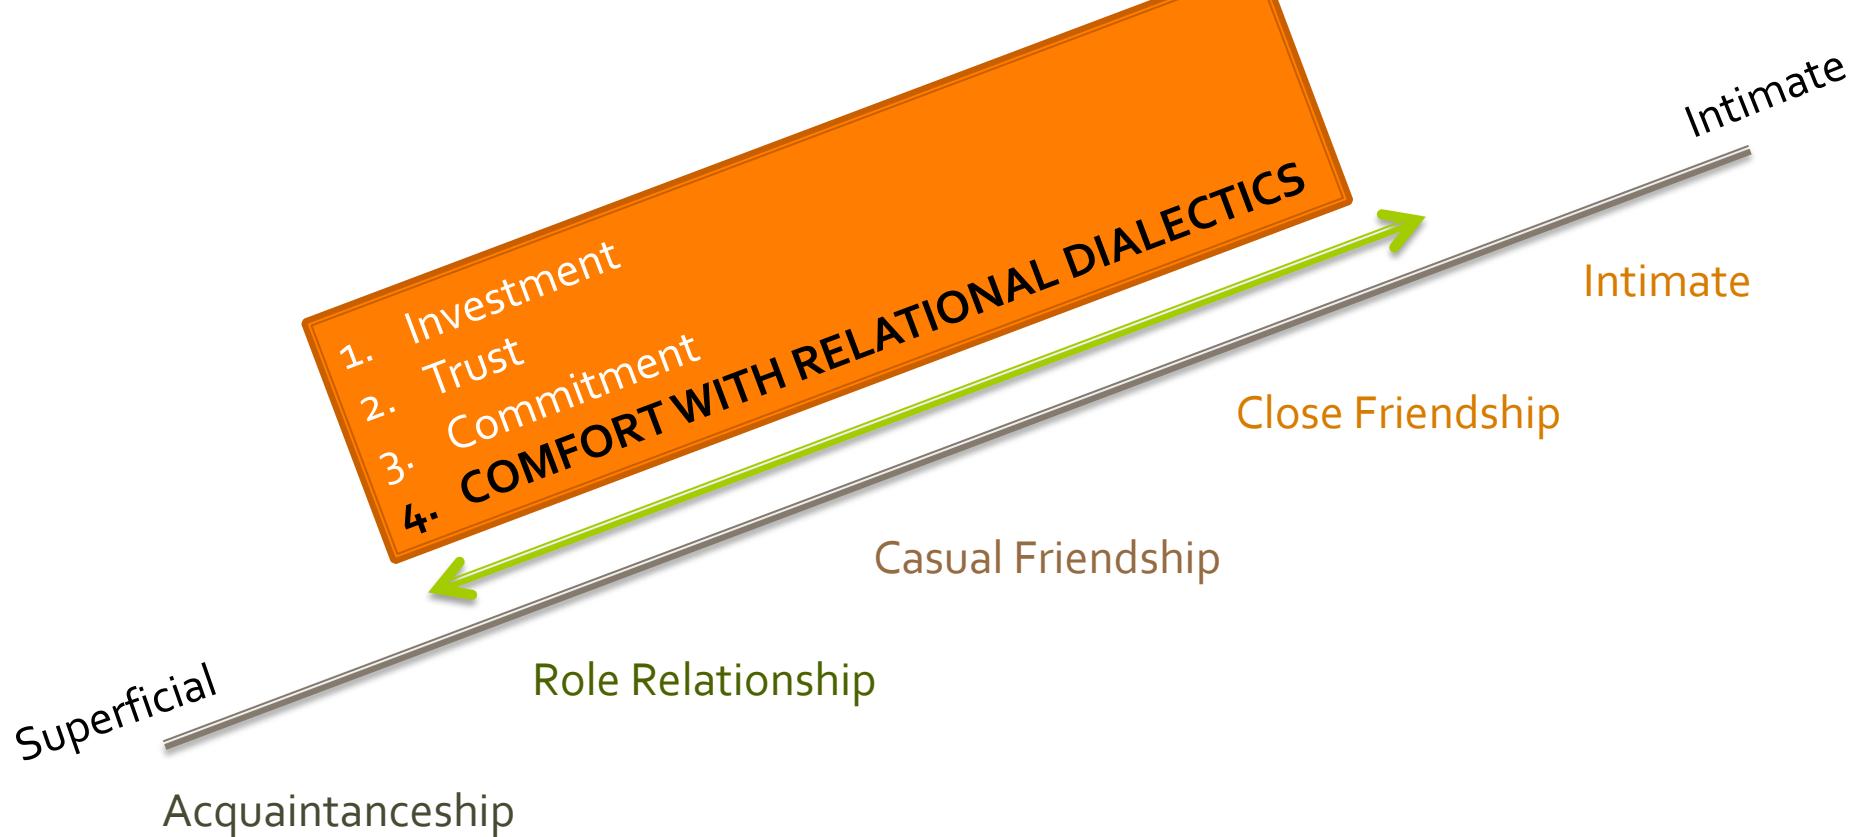 Intimate
1. Investment
2. Trust
3. Commitment
4. COMFORT WITH RELATIONAL DIALECTICS
Intimate
Close Friendship
Casual Friendship
Role Relationship
Superficial
Acquaintanceship